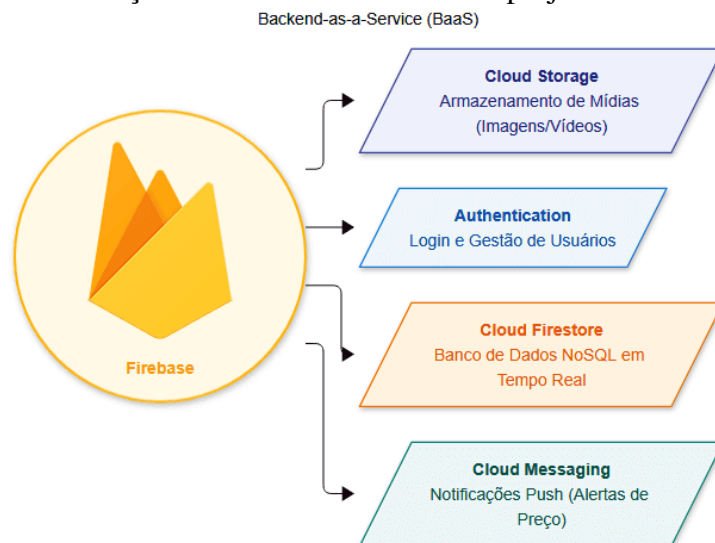 Backend-as-a-Service (BaaS)
Cloud Storage
Armazenamento de Mídias
(Imagens/Vídeos)
Authentication
Login e Gestão de Usuários
Firebase
Cloud Firestore
Banco de Dados NoSQL em
Tempo Real
Cloud Messaging
Notificações Push (Alertas de
Preço)